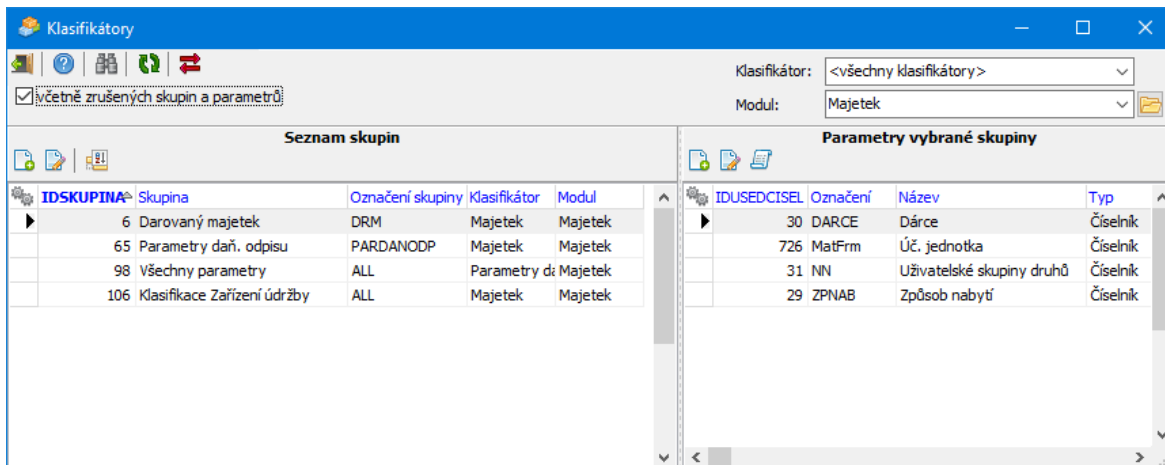 Klasifikátory
Klasifikátor: <všechny klasifikátory>
včetně zrušených skupin a parametrů
Modul: Majetek
Seznam skupin
Parametry vybrané skupiny
IDSKUPINA Skupina Označení skupiny Klasifikátor Modul
6 Darovaný majetek DRM Majetek Majetek
65 Parametry daň. odpisu PARDANODP Majetek Majetek
98 Všechny parametry ALL Parametry da Majetek
106 Klasifikace Zařízení údržby ALL Majetek Majetek
IDUSEDCISEL Označení Název Typ
30 DARCE Dárce Číselník
726 MatFrm Úč. jednotka Číselník
31 NN Uživatelské skupiny druhů Číselník
29 ZPNAB Způsob nabytí Číselník